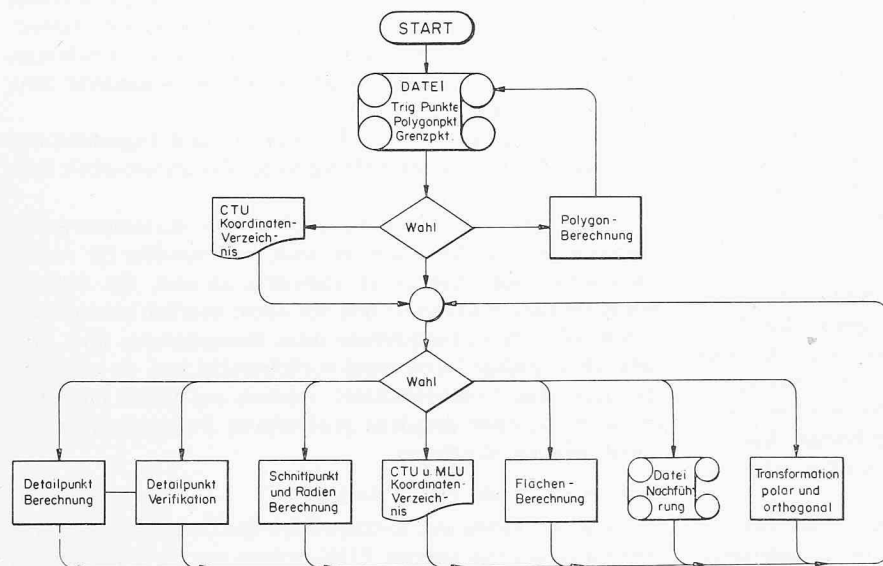 START
DATEI
Trig Punkte
Polygonpkt.
Grenzpkt.
CTU
Koordinaten-
Verzeich-
nis
Wahl
Polygon-
Berechnung
Wahl
Detailpunkt
Berechnung
Detailpunkt
Verifikation
Schnittpunkt
und Radien
Berechnung
CTU u. MLU
Koordinaten-
Verzeich-
nis
Flächen-
Berechnung
Datei
Nachfüh-
rung
Transformation
polar und
orthogonal